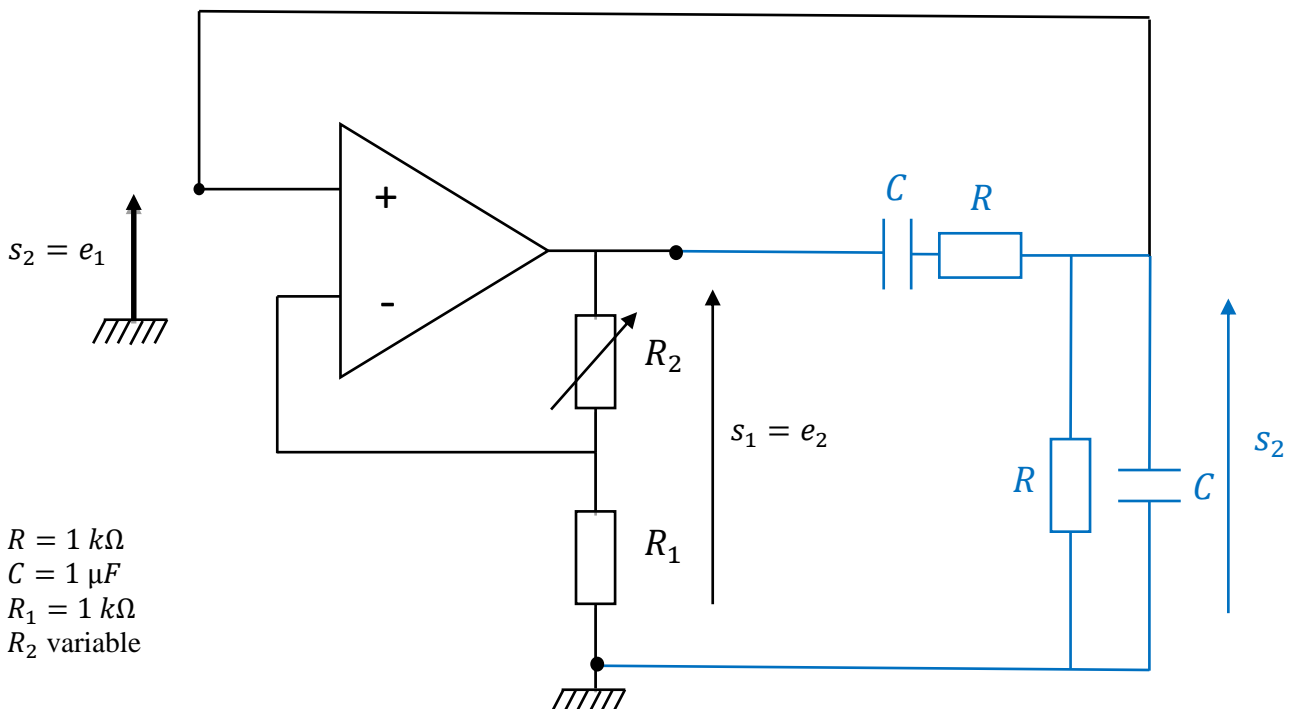 C
R
+
s₂ = e₁
-
R₂
s₁ = e₂
s₂
R
C
R₁
R = 1 kΩ
C = 1 µF
R₁ = 1 kΩ
R₂ variable